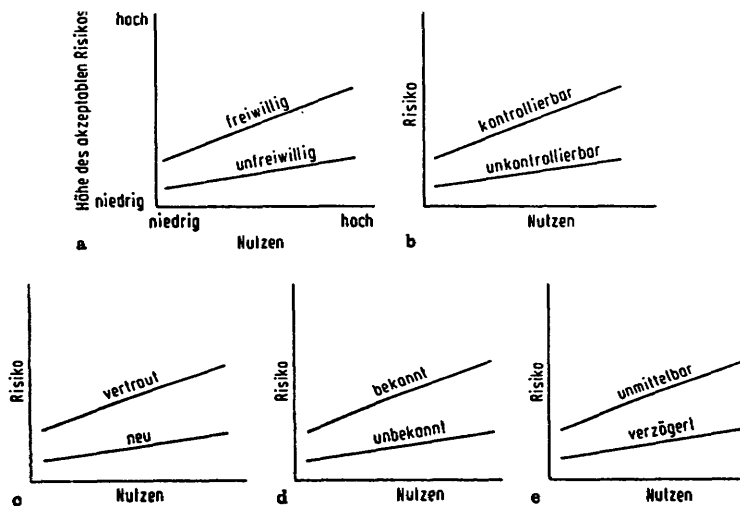 Höhe des akzeptablen Risikos
hoch
freiwillig
unfreiwillig
niedrig
niedrig
hoch
Nutzen
a
Risiko
kontrollierbar
unkontrollierbar
Nutzen
b
Risiko
vertraut
neu
Nutzen
c
Risiko
bekannt
unbekannt
Nutzen
d
Risiko
unmittelbar
verzögert
Nutzen
e